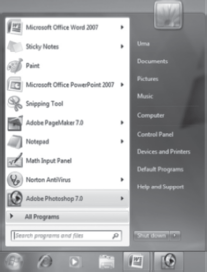 Microsoft Office Word 2007
Sticky Notes
Paint
Microsoft Office PowerPoint 2007
Snipping Tool
Adobe PageMaker 7.0
Notepad
Math Input Panel
Norton AntiVirus
Adobe Photoshop 7.0
All Programs
Search programs and files
Uma
Documents
Pictures
Music
Computer
Control Panel
Devices and Printers
Default Programs
Help and Support
Shut down